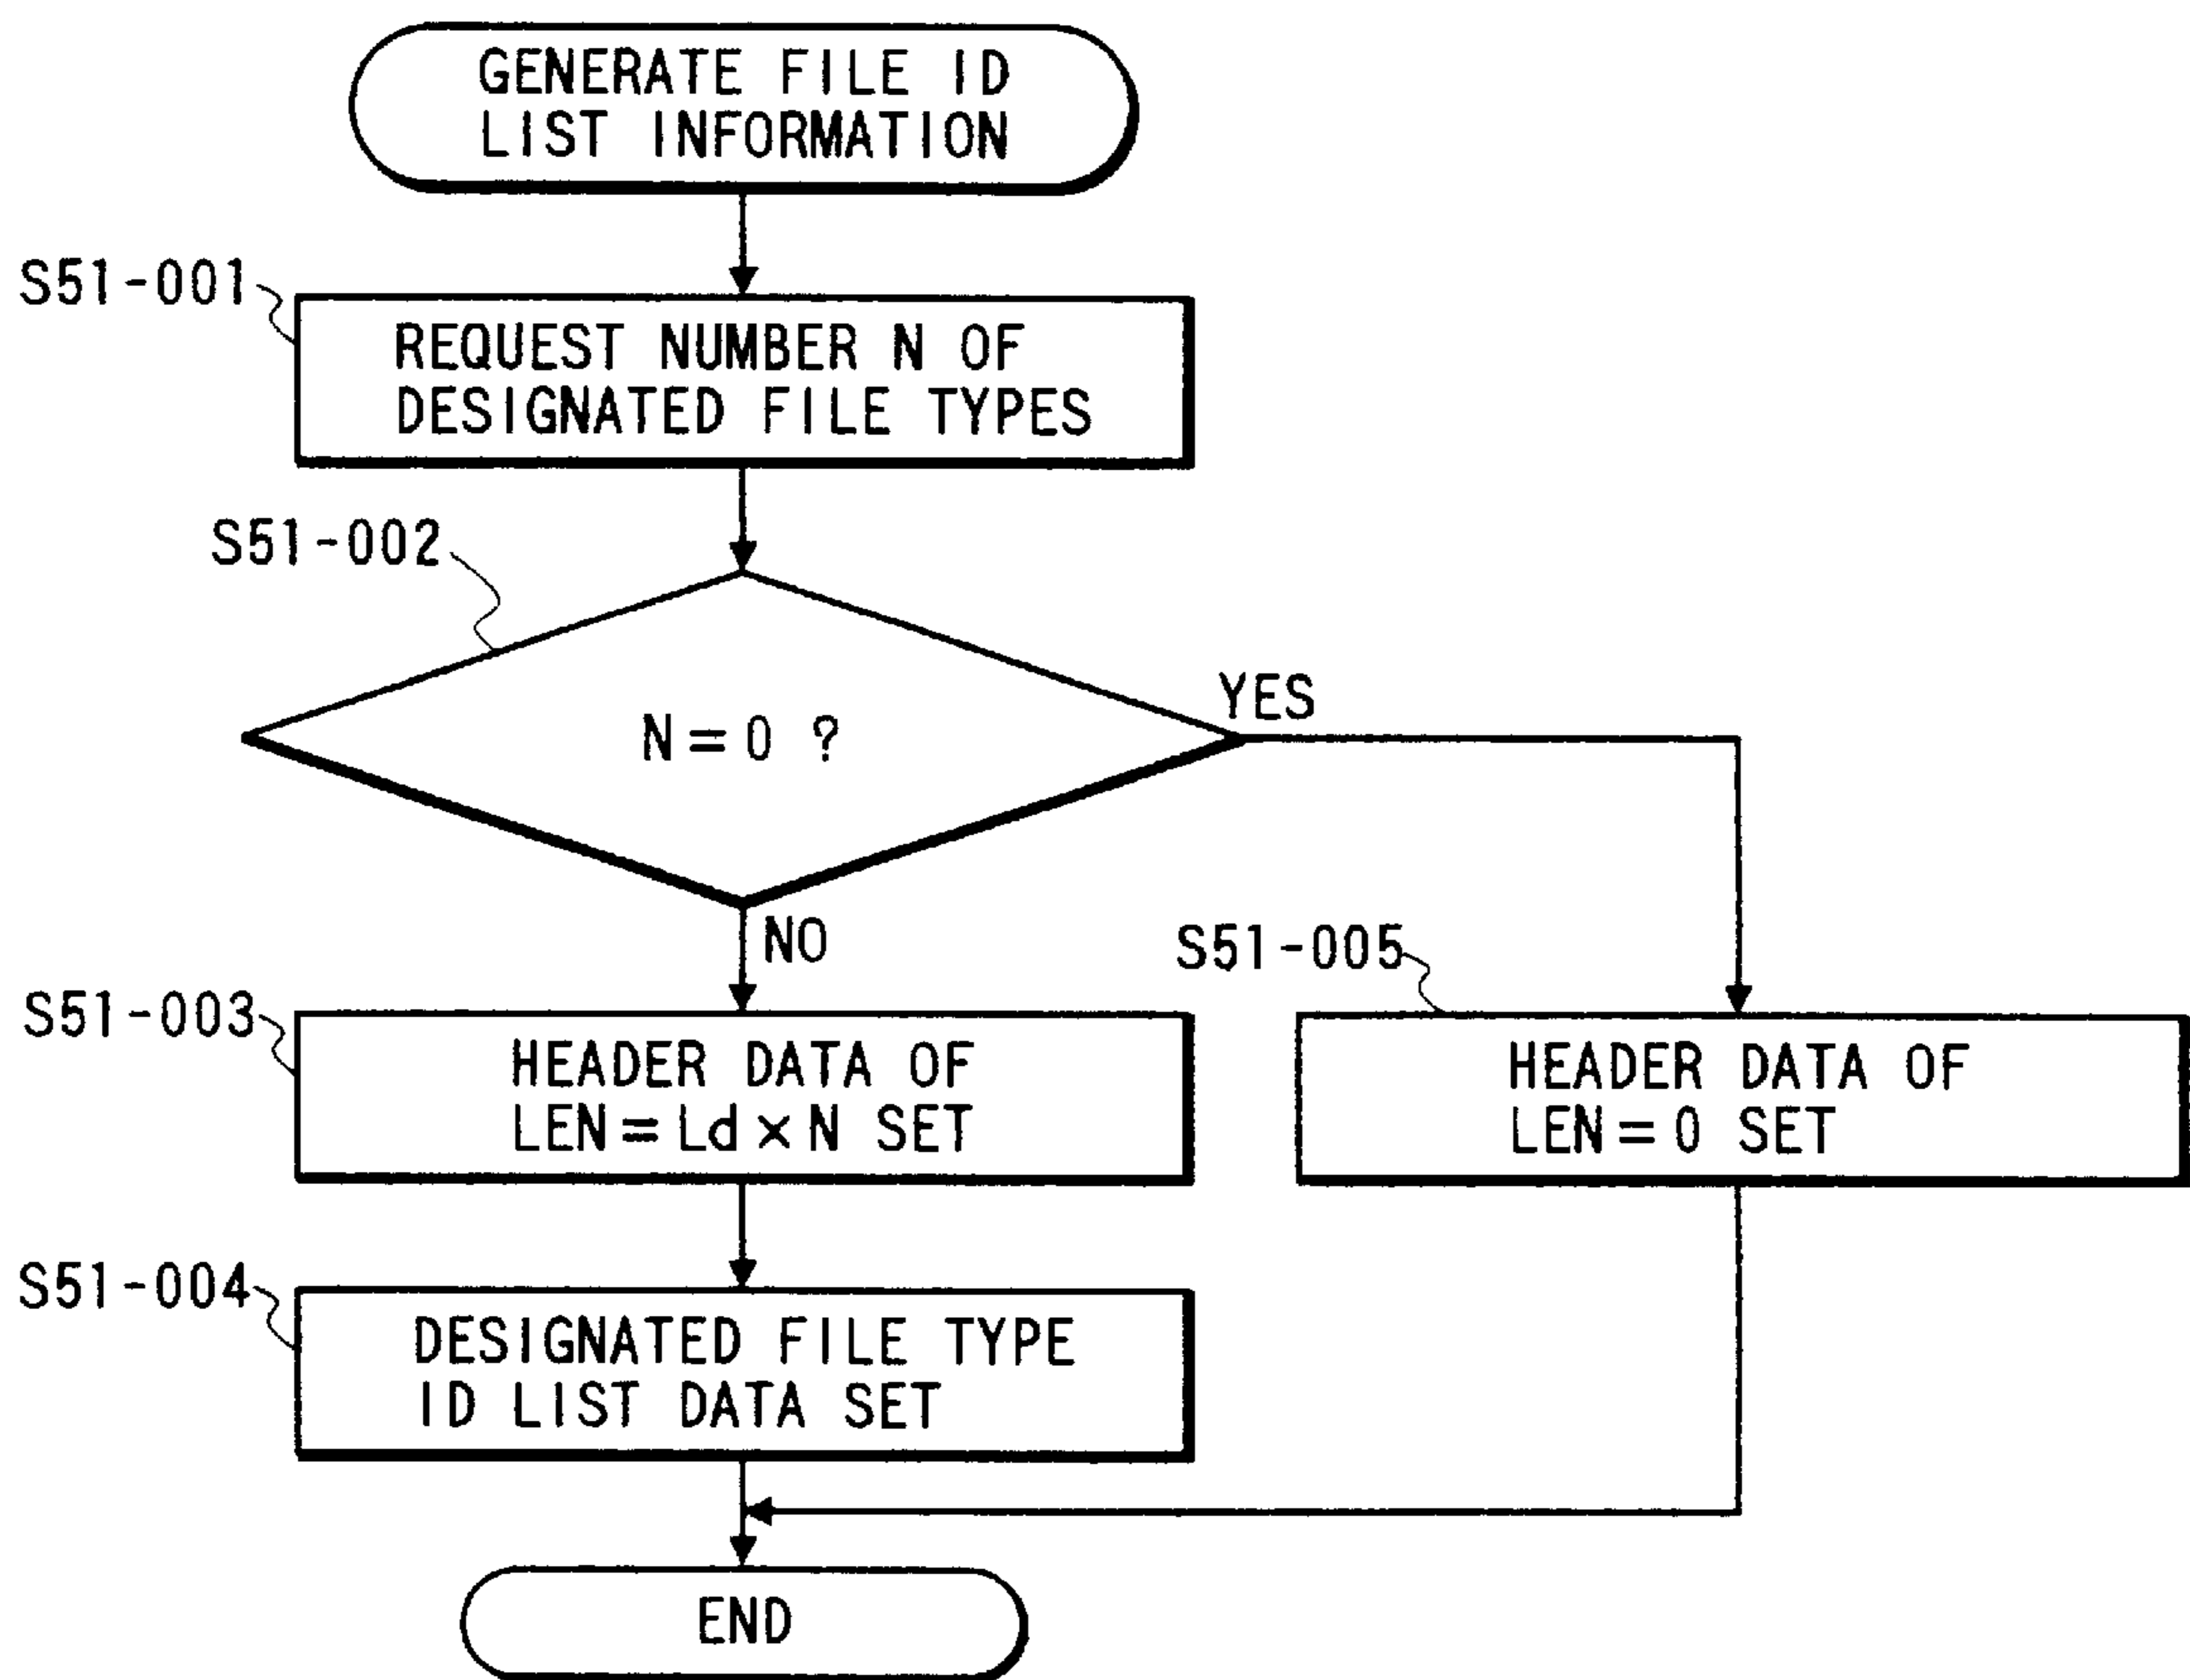 GENERATE FILE ID
LIST INFORMATION
S51-001
REQUEST NUMBER N OF
DESIGNATED FILE TYPES
S51-002
N=0 ?
YES
NO
S51-003
HEADER DATA OF
LEN=Ld×N SET
S51-005
HEADER DATA OF
LEN=0 SET
S51-004
DESIGNATED FILE TYPE
ID LIST DATA SET
END